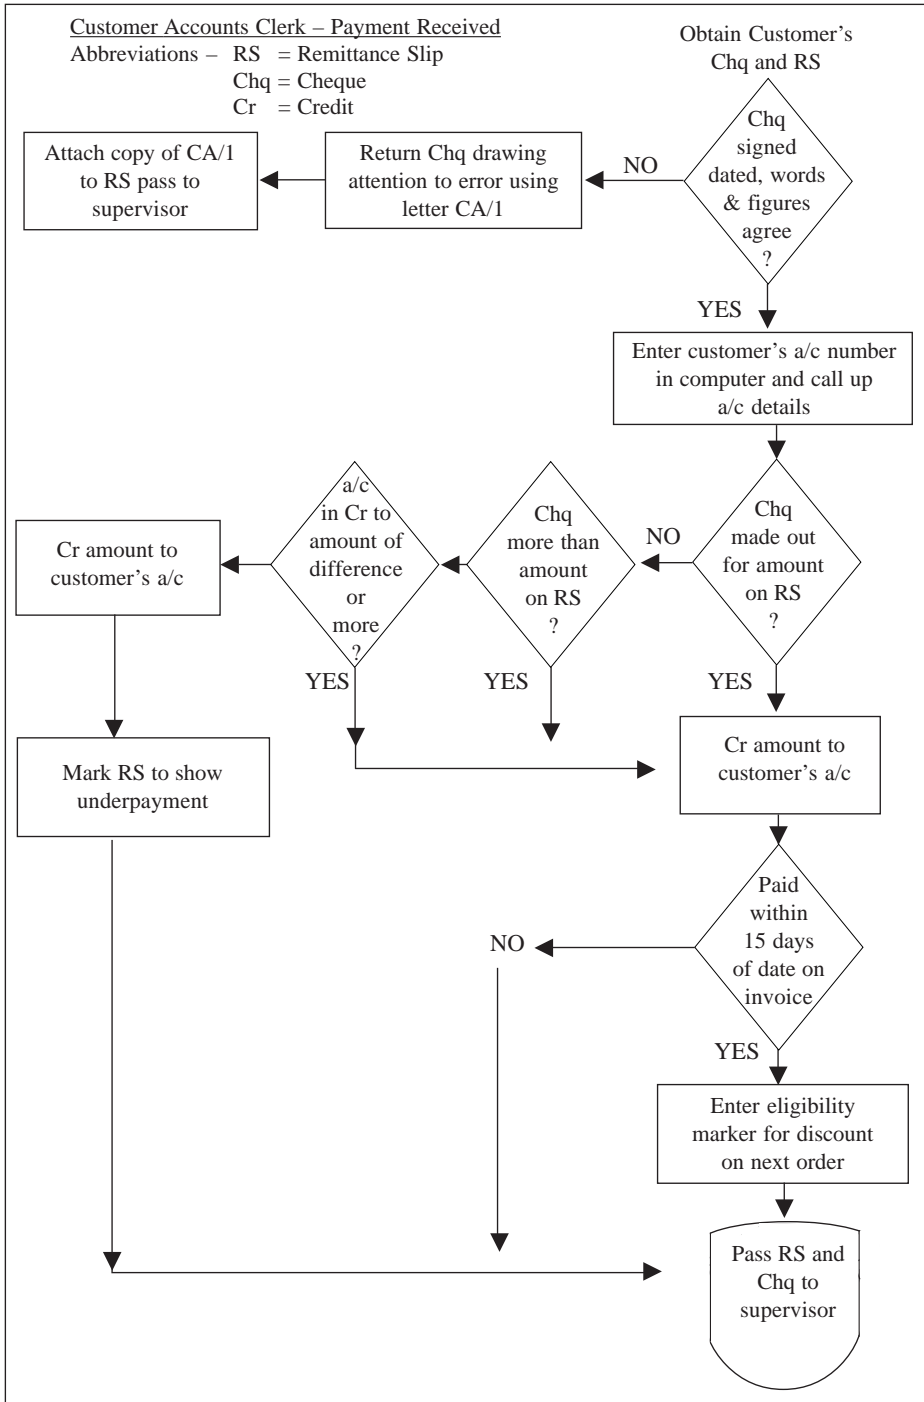 Customer Accounts Clerk – Payment Received
Abbreviations – RS = Remittance Slip
Chq = Cheque
Cr = Credit
Obtain Customer's
Chq and RS
Chq
signed
dated, words
& figures
agree
?
NO
Return Chq drawing
attention to error using
letter CA/1
Attach copy of CA/1
to RS pass to
supervisor
YES
Enter customer's a/c number
in computer and call up
a/c details
Chq
made out
for amount
on RS
?
NO
Chq
more than
amount
on RS
?
a/c
in Cr to
amount of
difference
or
more
?
Cr amount to
customer's a/c
YES
YES
YES
Mark RS to show
underpayment
Cr amount to
customer's a/c
Paid
within
15 days
of date on
invoice
NO
YES
Enter eligibility
marker for discount
on next order
Pass RS and
Chq to
supervisor